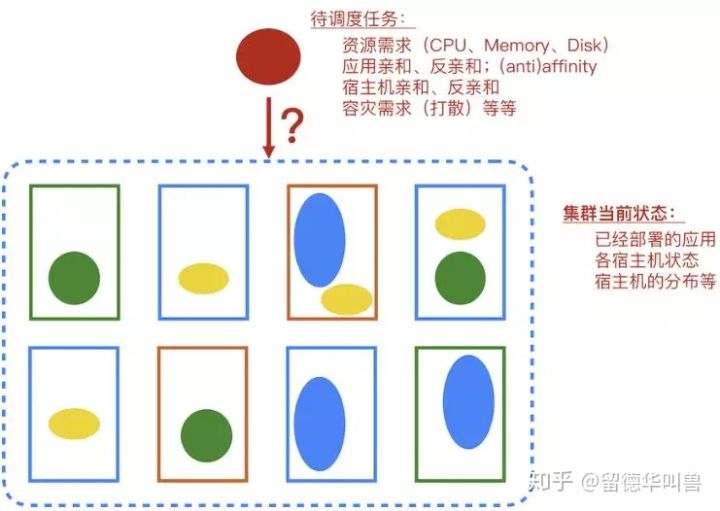 待调度任务：
资源需求（CPU、Memory、Disk）
应用亲和、反亲和；(anti)affinity
宿主机亲和、反亲和
容灾需求（打散）等等
?
集群当前状态：
已经部署的应用
各宿主机状态
宿主机的分布等
知乎 @留德华叫兽